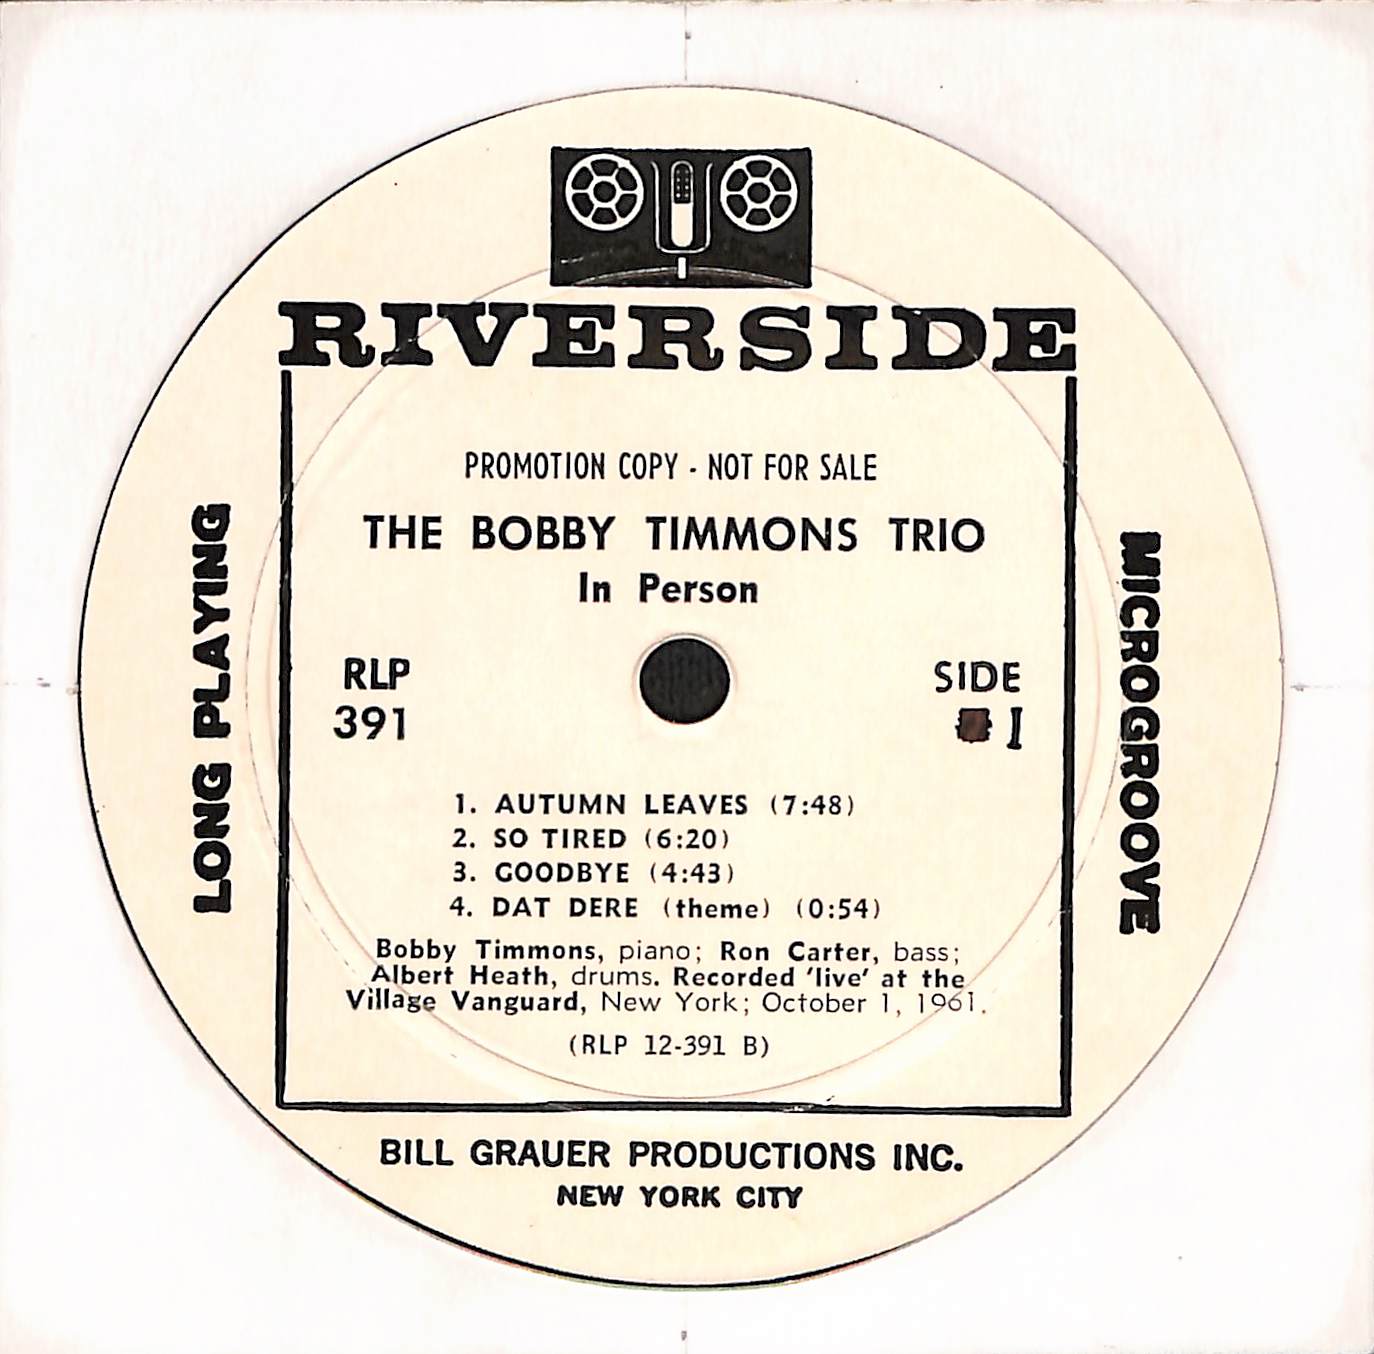 RIVERSIDE
PROMOTION COPY - NOT FOR SALE
THE BOBBY TIMMONS TRIO
In Person
RLP
391
SIDE
I
1. AUTUMN LEAVES (7:48)
2. SO TIRED (6:20)
3. GOODBYE (4:43)
4. DAT DERE (theme) (0:54)
Bobby Timmons, piano; Ron Carter, bass;
Albert Heath, drums. Recorded 'live' at the
Village Vanguard, New York; October 1, 1961.
(RLP 12-391 B)
LONG PLAYING
MICROGROOVE
BILL GRAUER PRODUCTIONS INC.
NEW YORK CITY